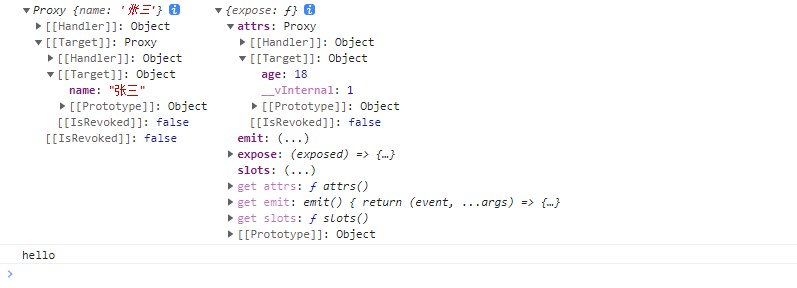 Proxy {name: '张三'} i
[[Handler]]: Object
[[Target]]: Proxy
[[Handler]]: Object
[[Target]]: Object
name: "张三"
[[Prototype]]: Object
[[IsRevoked]]: false
[[IsRevoked]]: false
{expose: ƒ} i
attrs: Proxy
[[Handler]]: Object
[[Target]]: Object
age: 18
__vInternal: 1
[[Prototype]]: Object
[[IsRevoked]]: false
emit: (...)
expose: (exposed) => {…}
slots: (...)
get attrs: ƒ attrs()
get emit: emit() { return (event, ...args) => {…}
get slots: ƒ slots()
[[Prototype]]: Object
hello